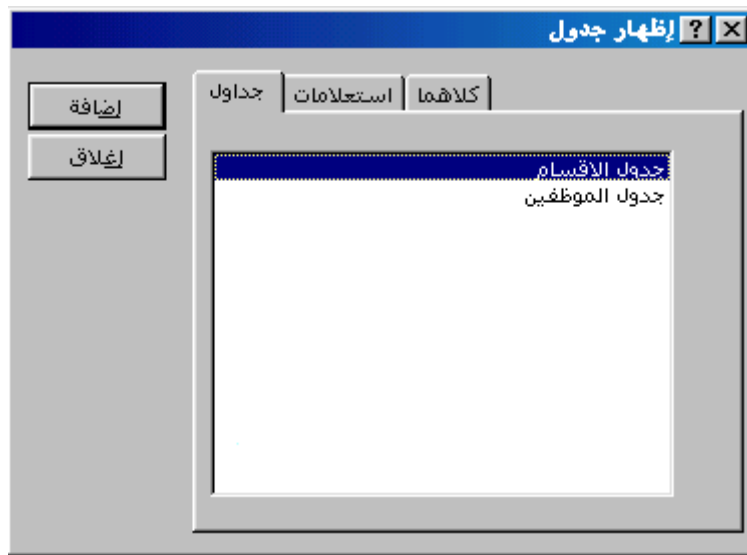 إظهار جدول
جداول
استعلامات
كلاهما
إضافة
إغلاق
جدول الاقسام
جدول الموظفين